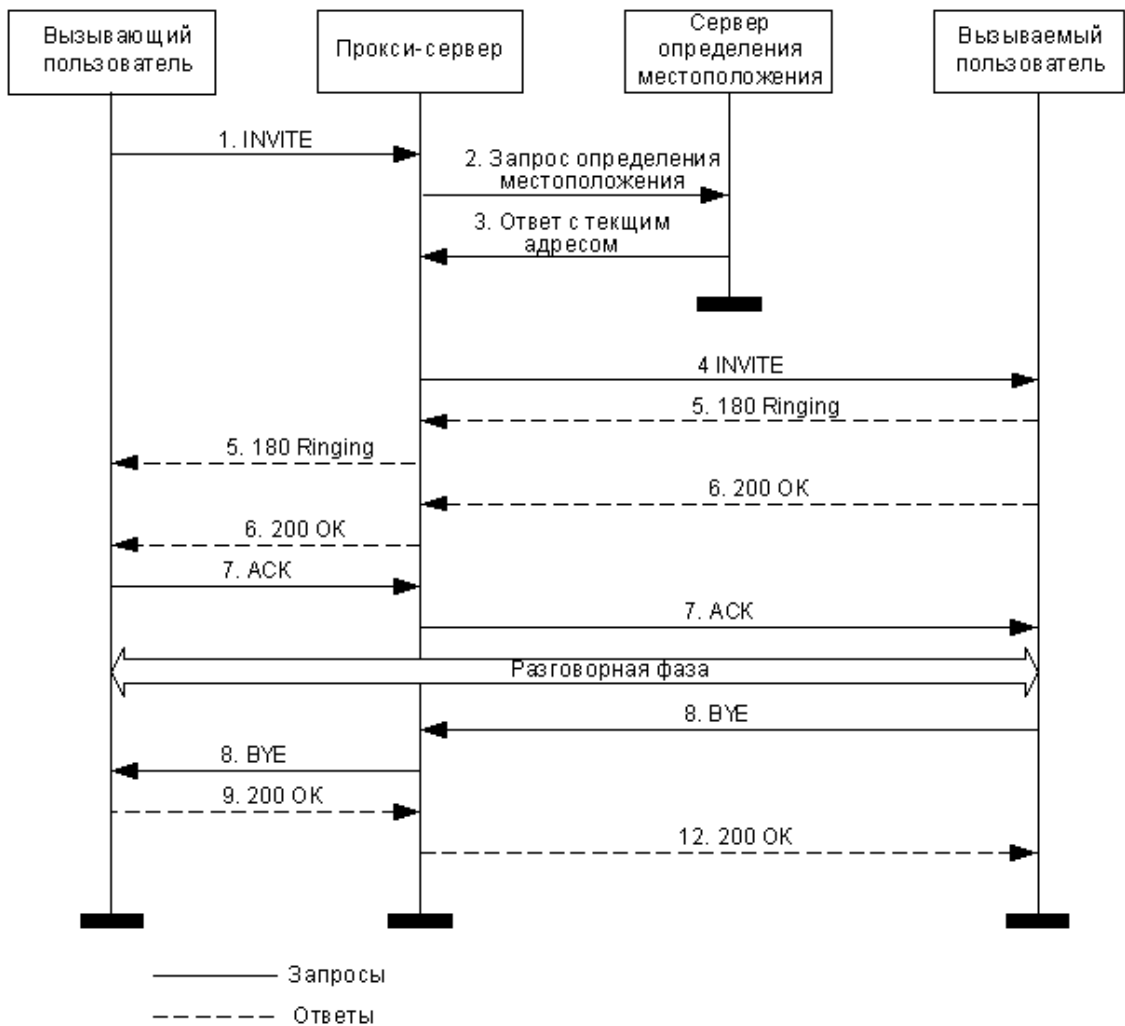 Вызывающий
пользователь
Прокси-сервер
Сервер
определения
местоположения
Вызываемый
пользователь
1. INVITE
2. Запрос определения
местоположения
3. Ответ с текщим
адресом
4 INVITE
5. 180 Ringing
5. 180 Ringing
6. 200 OK
6. 200 OK
7. ACK
7. ACK
Разговорная фаза
8. BYE
8. BYE
9. 200 OK
12. 200 OK
Запросы
Ответы